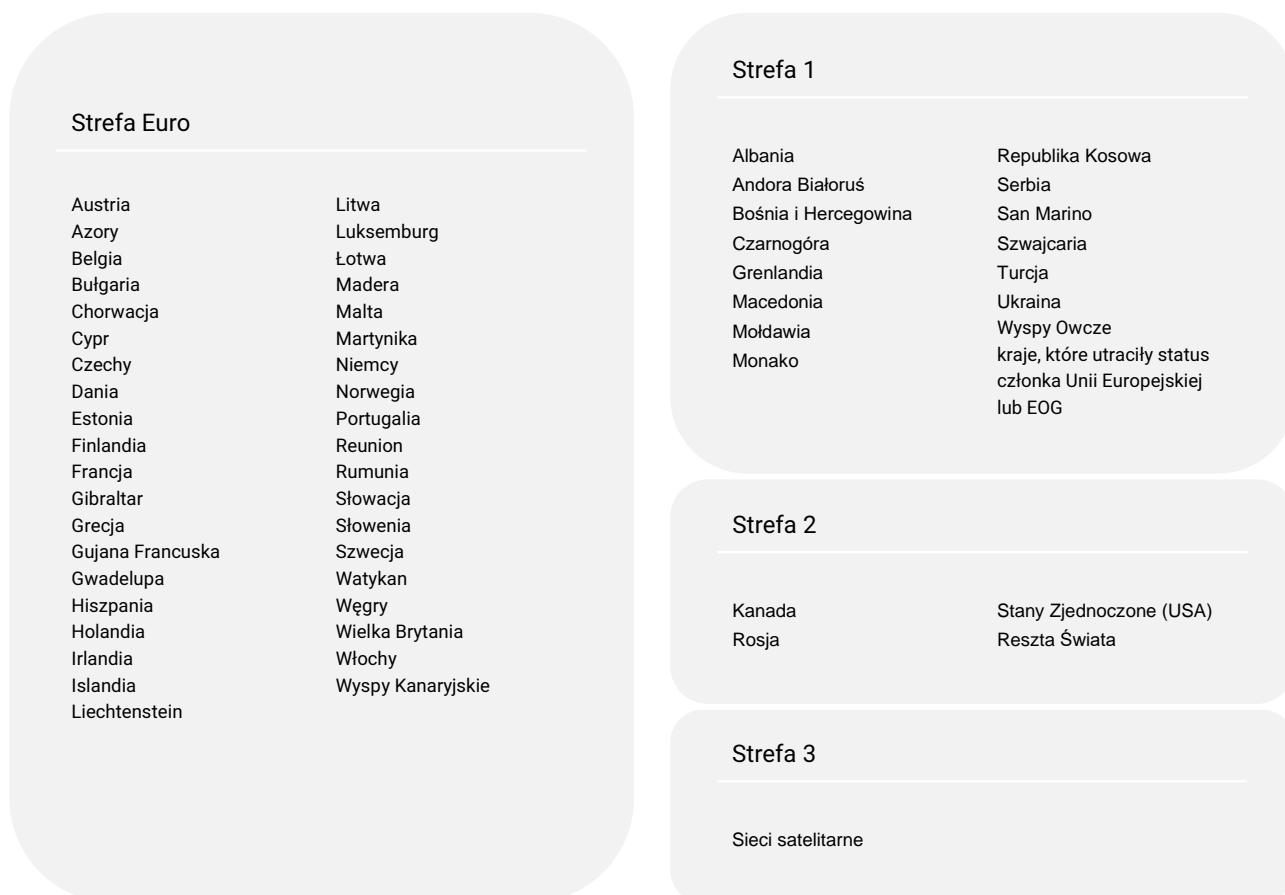 Strefa Euro
Austria
Azory
Belgia
Bułgaria
Chorwacja
Cypr
Czechy
Dania
Estonia
Finlandia
Francja
Gibraltar
Grecja
Gujana Francuska
Gwadelupa
Hiszpania
Holandia
Irlandia
Islandia
Liechtenstein
Litwa
Luksemburg
Łotwa
Madera
Malta
Martynika
Niemcy
Norwegia
Portugalia
Reunion
Rumunia
Słowacja
Słowenia
Szwecja
Watykan
Węgry
Wielka Brytania
Włochy
Wyspy Kanaryjskie
Strefa 1
Albania
Andora Białoruś
Bośnia i Hercegowina
Czarnogóra
Grenlandia
Macedonia
Mołdawia
Monako
Republika Kosowa
Serbia
San Marino
Szwajcaria
Turcja
Ukraina
Wyspy Owcze
kraje, które utraciły status
członka Unii Europejskiej
lub EOG
Strefa 2
Kanada
Rosja
Stany Zjednoczone (USA)
Reszta Świata
Strefa 3
Sieci satelitarne